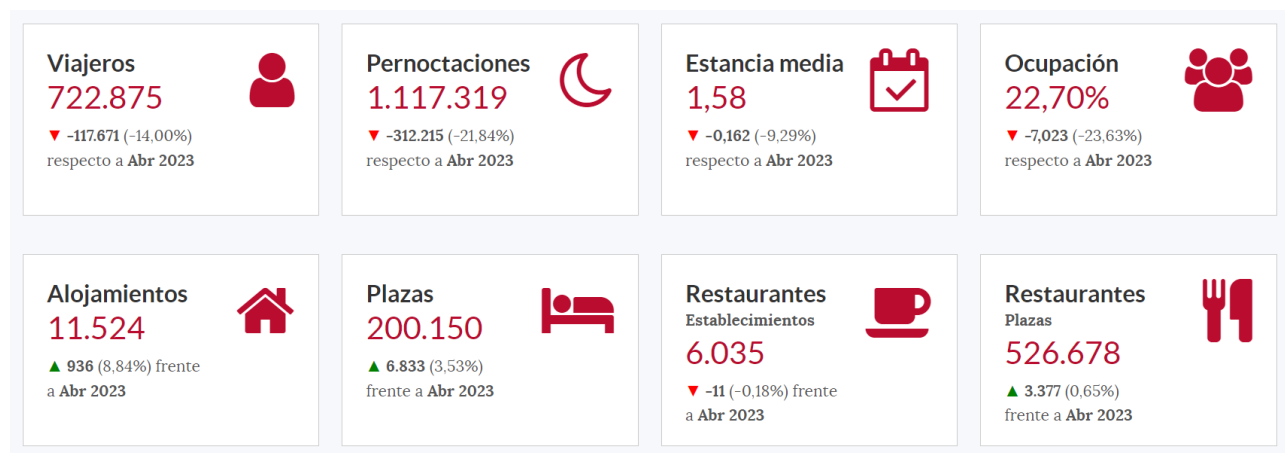 Viajeros
722.875
▼ -117.671 (-14,00%)
respecto a Abr 2023
Pernoctaciones
1.117.319
▼ -312.215 (-21,84%)
respecto a Abr 2023
Estancia media
1,58
▼ -0,162 (-9,29%)
respecto a Abr 2023
Ocupación
22,70%
▼ -7,023 (-23,63%)
respecto a Abr 2023
Alojamientos
11.524
▲ 936 (8,84%) frente
a Abr 2023
Plazas
200.150
▲ 6.833 (3,53%)
frente a Abr 2023
Restaurantes
Establecimientos
6.035
▼ -11 (-0,18%) frente
a Abr 2023
Restaurantes
Plazas
526.678
▲ 3.377 (0,65%)
frente a Abr 2023